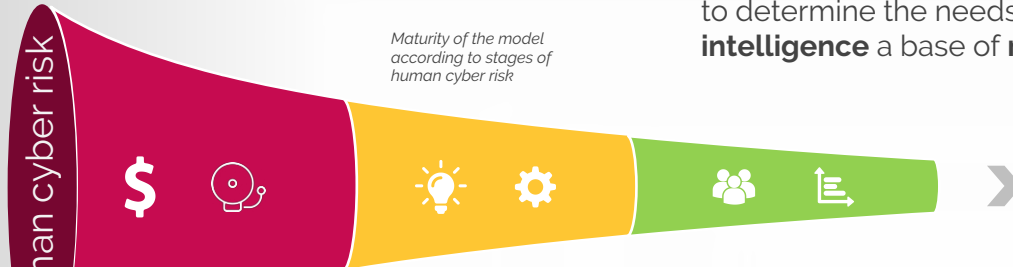 to determine the needs
intelligence a base of
Maturity of the model
according to stages of
human cyber risk
cyber risk
$